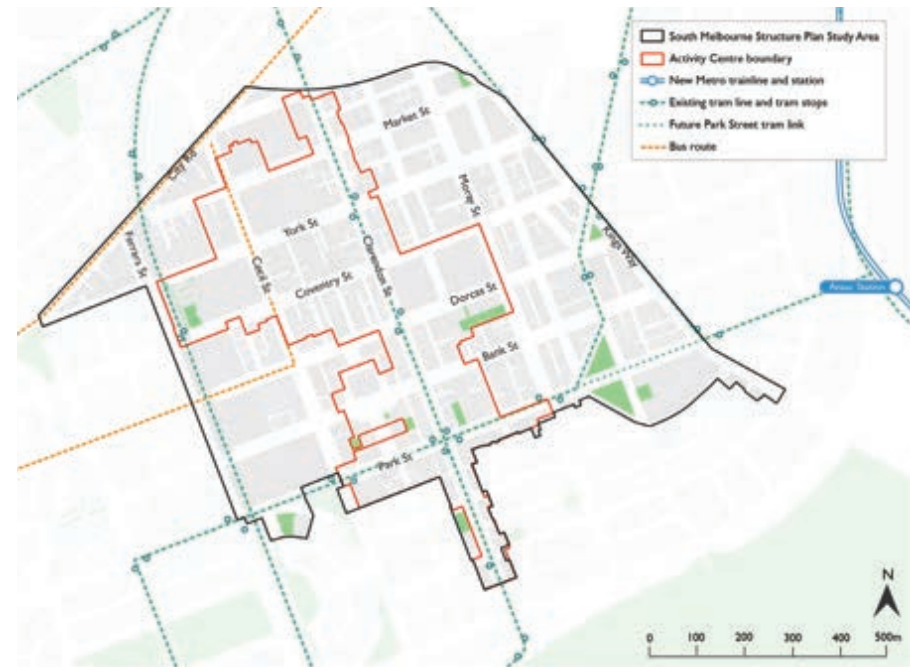 South Melbourne Structure Plan Study Area
Activity Centre boundary
New Metro trainline and station
Existing tram line and tram stops
Future Park Street tram link
Bus route
Market St
City Rd
Moray St
York St
Kings Way
Ferrars St
Cecil St
Clarendon St
Coventry St
Dorcas St
Anzac Station
Bank St
Park St
N
0 100 200 300 400 500m